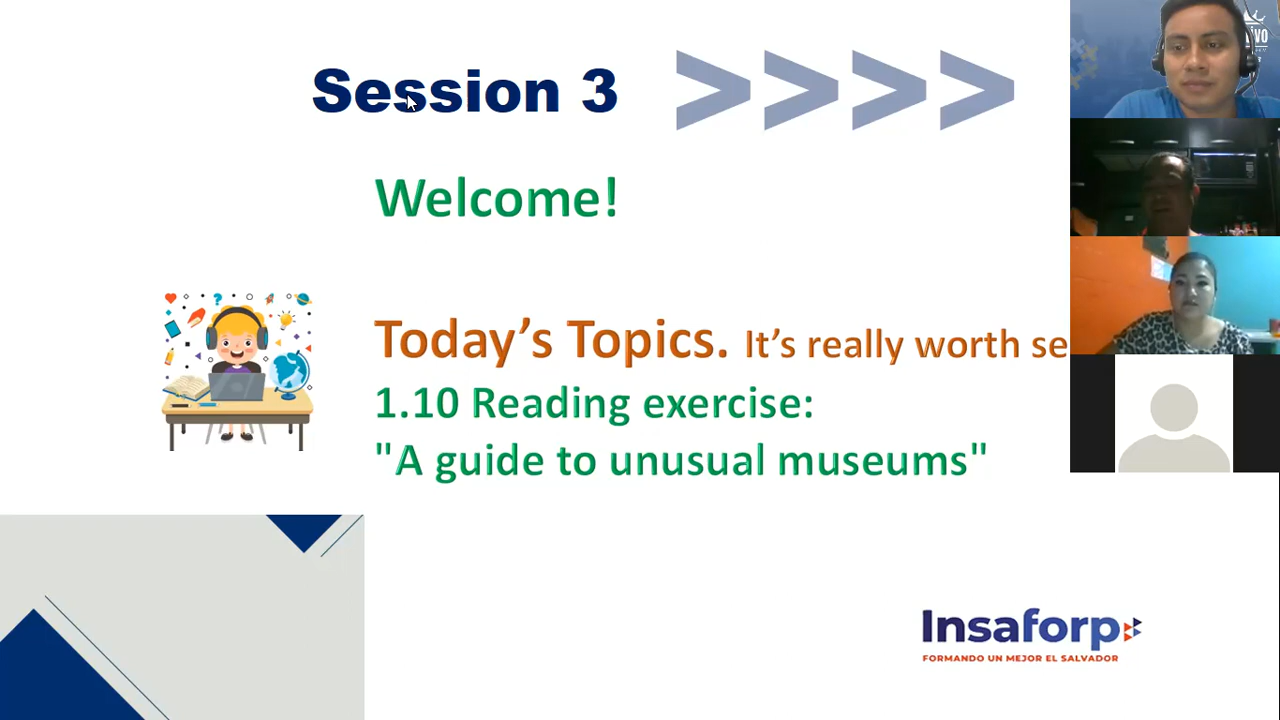 Session 3 >>>>
Welcome!
Today's Topics. It's really worth se
1.10 Reading exercise:
"A guide to unusual museums"
Insaforp
FORMANDO UN MEJOR EL SALVADOR